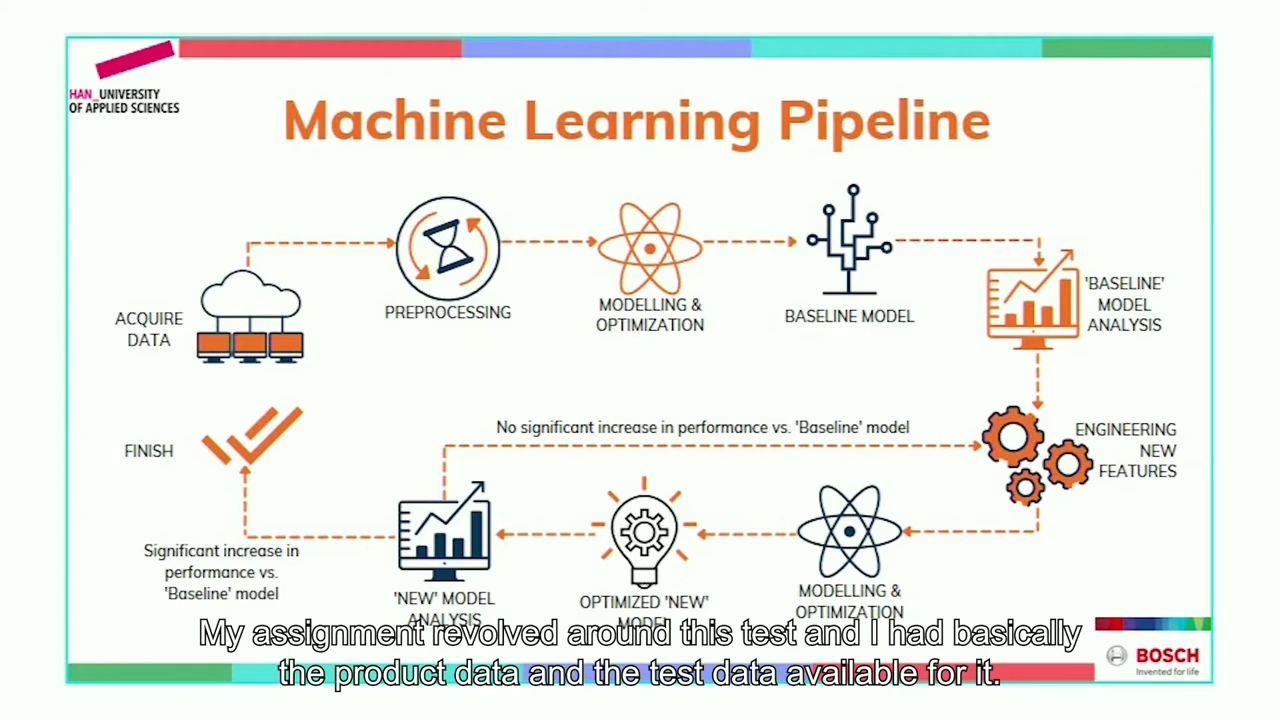 HAN_UNIVERSITY
OF APPLIED SCIENCES
Machine Learning Pipeline
ACQUIRE
DATA
PREPROCESSING
MODELLING &
OPTIMIZATION
BASELINE MODEL
'BASELINE'
MODEL
ANALYSIS
ENGINEERING
NEW
FEATURES
No significant increase in performance vs. 'Baseline' model
FINISH
Significant increase in
performance vs.
'Baseline' model
'NEW' MODEL
ANALYSIS
OPTIMIZED 'NEW'
MODEL
MODELLING &
OPTIMIZATION
My assignment revolved around this test and I had basically
the product data and the test data available for it.
BOSCH
Invented for life